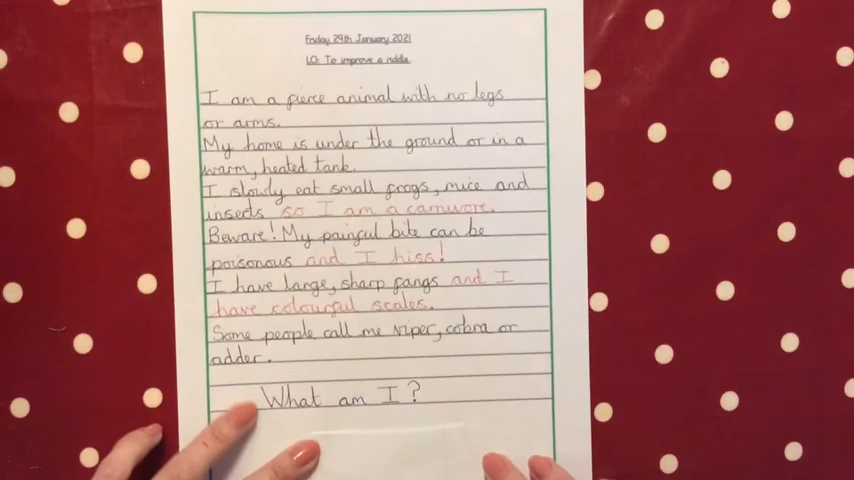 Friday 29th January 2021
LO: To improve a riddle.
I am a fierce animal with no legs
or arms.
My home is under the ground or in a
warm, heated tank.
I slowly eat small frogs, mice and
insects so I am a carnivore.
Beware! My painful bite can be
poisonous and I hiss!
I have large, sharp fangs and I
have colourful scales.
Some people call me viper, cobra or
adder.
What am I?